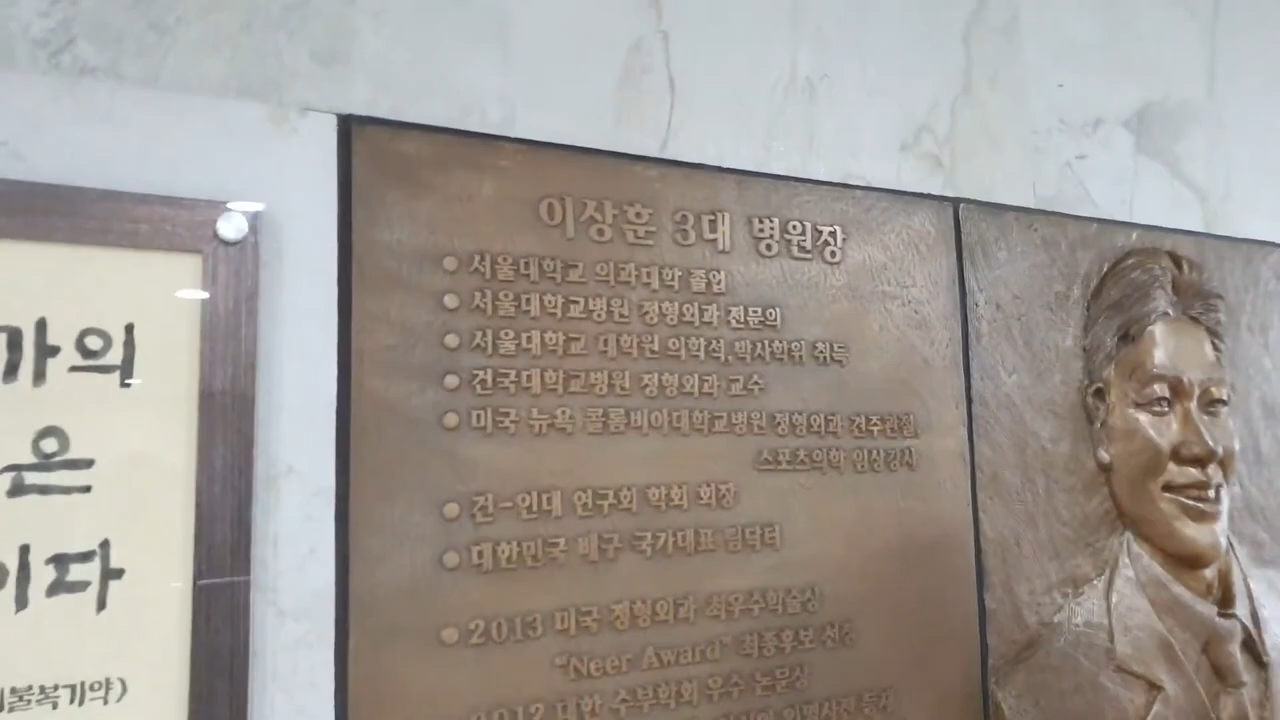 가의
은
이다
불복기약)
이상훈 3대 병원장
● 서울대학교 의과대학 졸업
● 서울대학교병원 정형외과 전문의
● 서울대학교 대학원 의학석,박사학위 취득
● 건국대학교병원 정형외과 교수
● 미국 뉴욕 콜롬비아대학교병원 정형외과 견주관절,
스포츠의학 임상강사
● 건-인대 연구회 학회 회장
● 대한민국 배구 국가대표 팀닥터
● 2013 미국 정형외과 최우수학술상
"Neer Award" 최종후보 선정
2012 대한 수부학회 우수 논문상
인명사전 등재